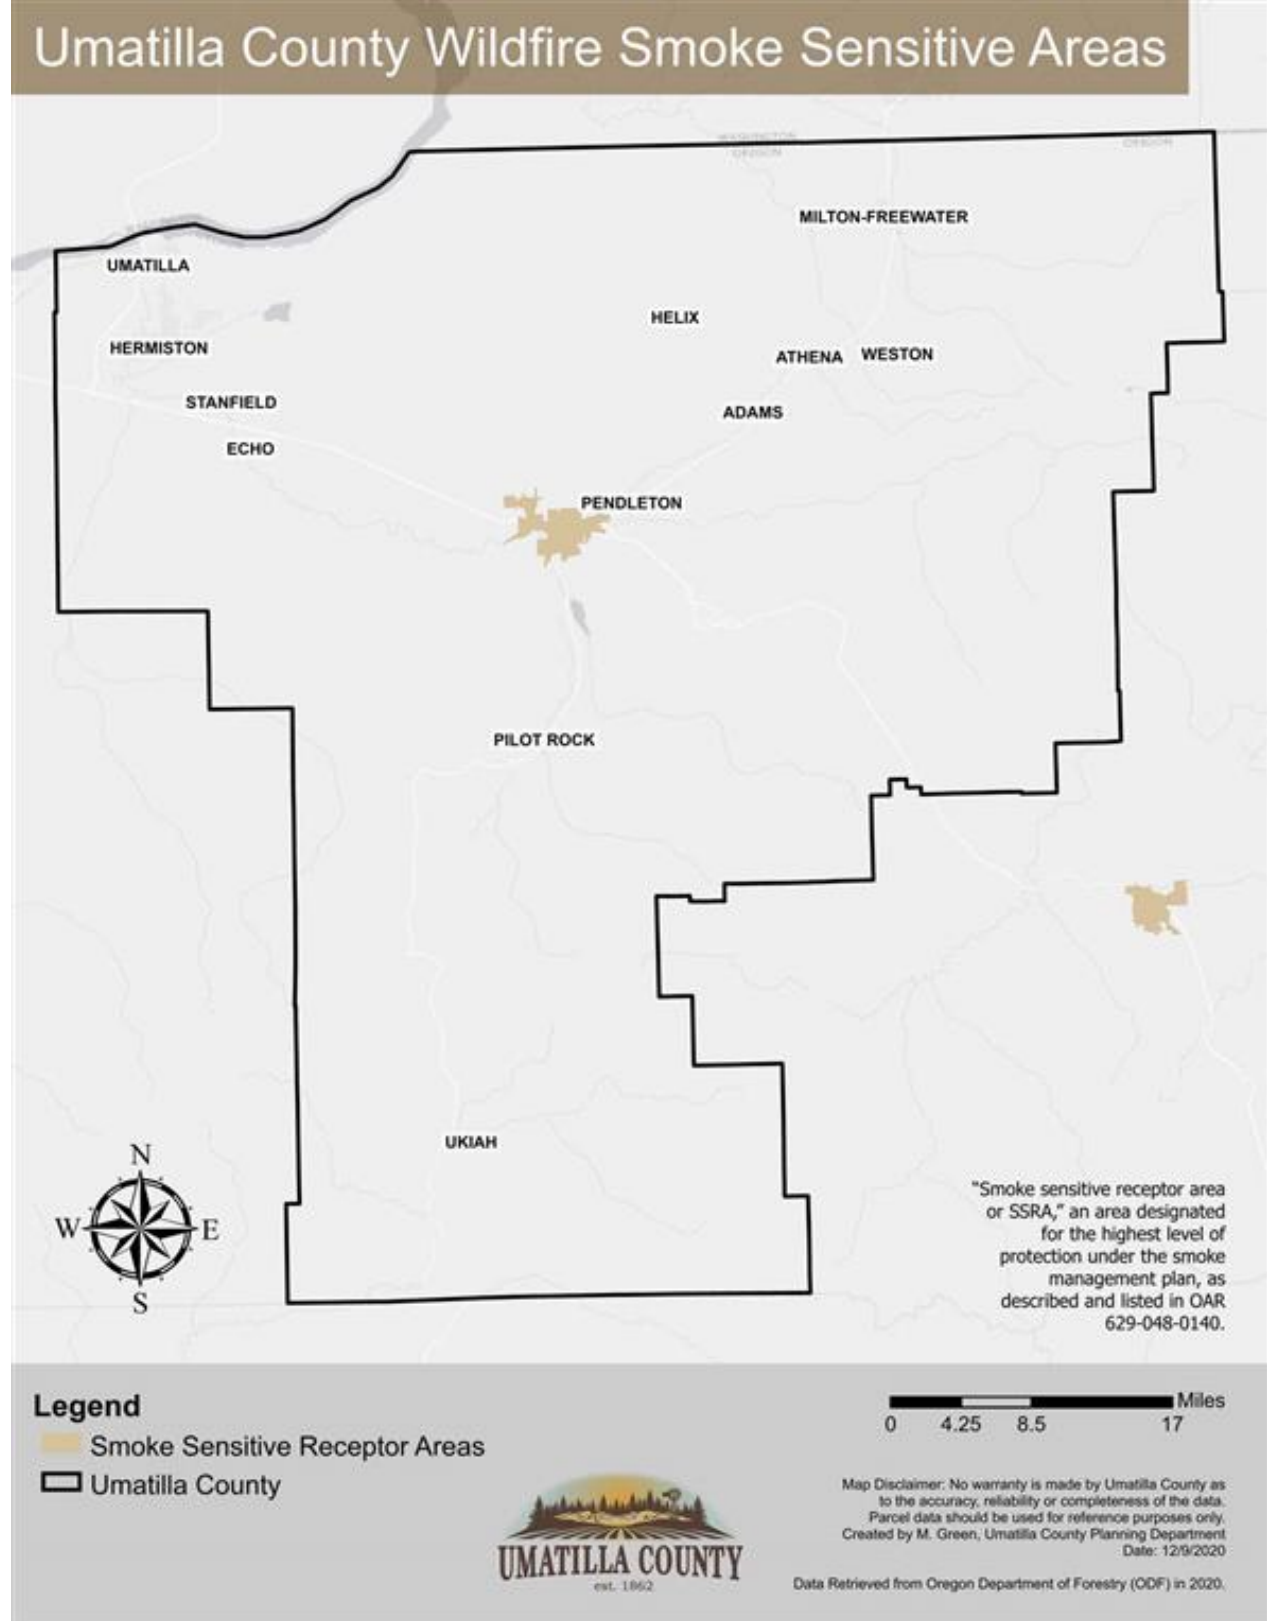 Umatilla County Wildfire Smoke Sensitive Areas
WASHINGTON
OREGON
OREGON
MILTON-FREEWATER
UMATILLA
HELIX
HERMISTON
ATHENA
WESTON
STANFIELD
ADAMS
ECHO
PENDLETON
PILOT ROCK
UKIAH
N
W
E
S
“Smoke sensitive receptor area
or SSRA,” an area designated
for the highest level of
protection under the smoke
management plan, as
described and listed in OAR
629-048-0140.
Legend
Smoke Sensitive Receptor Areas
Umatilla County
Miles
0 4.25 8.5 17
UMATILLA COUNTY
est. 1862
Map Disclaimer: No warranty is made by Umatilla County as
to the accuracy, reliability or completeness of the data.
Parcel data should be used for reference purposes only.
Created by M. Green, Umatilla County Planning Department
Date: 12/9/2020
Data Retrieved from Oregon Department of Forestry (ODF) in 2020.